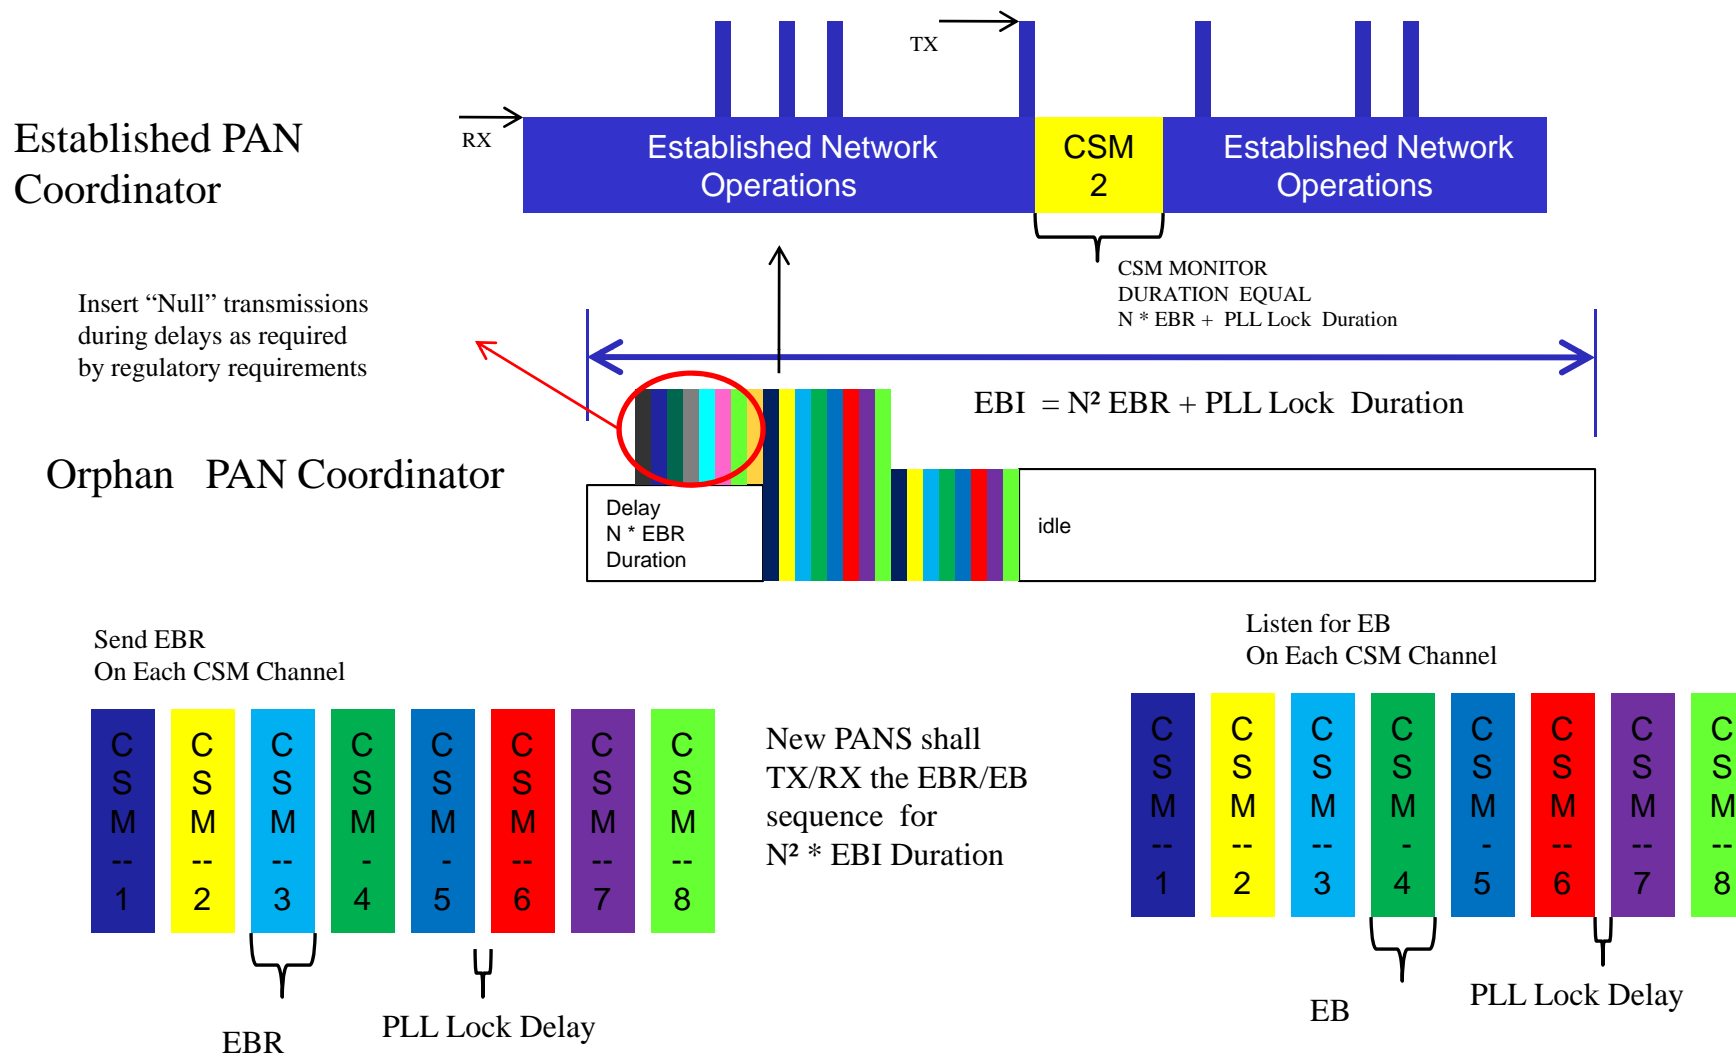 TX
RX
Established PAN
Coordinator
Established Network
Operations
CSM
2
Established Network
Operations
CSM MONITOR
DURATION EQUAL
N * EBR + PLL Lock Duration
Insert “Null” transmissions
during delays as required
by regulatory requirements
EBI = N² EBR + PLL Lock Duration
Orphan PAN Coordinator
Delay
N * EBR
Duration
idle
Send EBR
On Each CSM Channel
Listen for EB
On Each CSM Channel
C
S
M
--
1
C
S
M
--
2
C
S
M
--
3
C
S
M
-
4
C
S
M
-
5
C
S
M
--
6
C
S
M
--
7
C
S
M
--
8
New PANS shall
TX/RX the EBR/EB
sequence for
N² * EBI Duration
C
S
M
--
1
C
S
M
--
2
C
S
M
--
3
C
S
M
-
4
C
S
M
-
5
C
S
M
--
6
C
S
M
--
7
C
S
M
--
8
EBR
PLL Lock Delay
EB
PLL Lock Delay